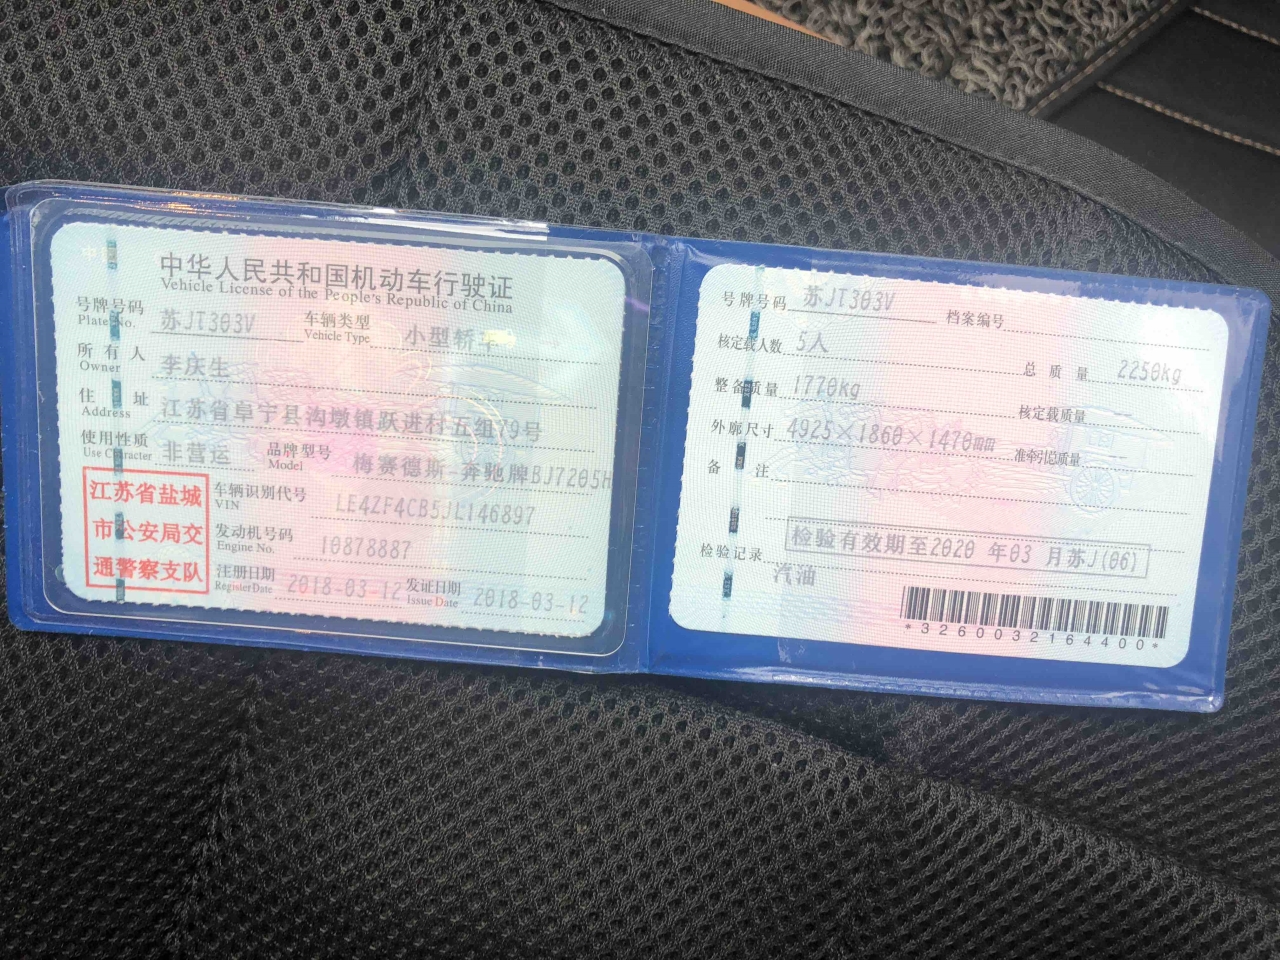 中华人民共和国机动车行驶证
Vehicle License of the People's Republic of China
号牌号码 苏JT303V 车辆类型 小型轿车
Plate No. Vehicle Type
所有人 李庆生
Owner
住址 江苏省阜宁县沟墩镇跃进村五组79号
Address
使用性质 非营运 品牌型号 梅赛德斯-奔驰牌BJ7205H
Use Character Model
江苏省盐城
市公安局交
通警察支队
车辆识别代号 LE4ZF4CB5JL146897
VIN
发动机号码 10878887
Engine No.
注册日期 2018-03-12 发证日期 2018-03-12
Register Date Issue Date
号牌号码 苏JT303V 档案编号
核定载人数 5人 总质量 2250kg
整备质量 1770kg 核定载质量 --
外廓尺寸 4925×1860×1470mm 准牵引总质量 --
备注
检验记录 检验有效期至2020 年03 月苏J(06)
汽油
*3260032164400*